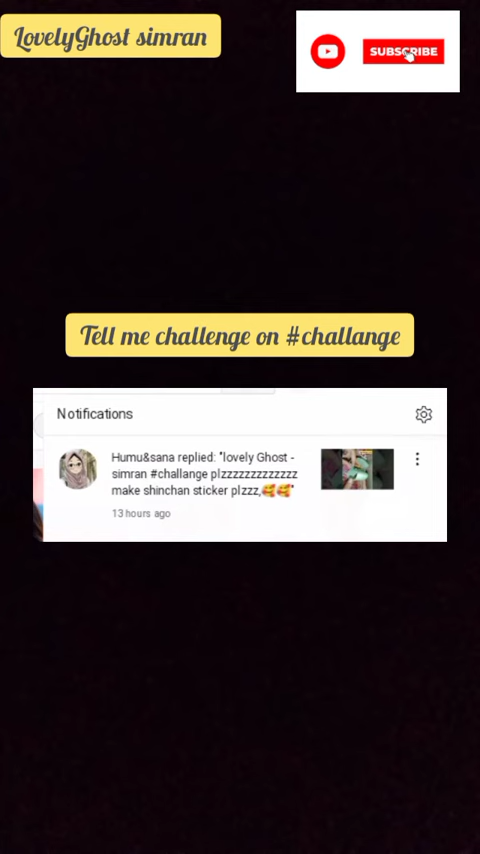 LovelyGhost simran
SUBSCRIBE
Tell me challenge on #challange
Notifications
Humu&sana replied: "lovely Ghost -
simran #challange plzzzzzzzzzzzzz
make shinchan sticker plzzz,🥰🥰"
13 hours ago